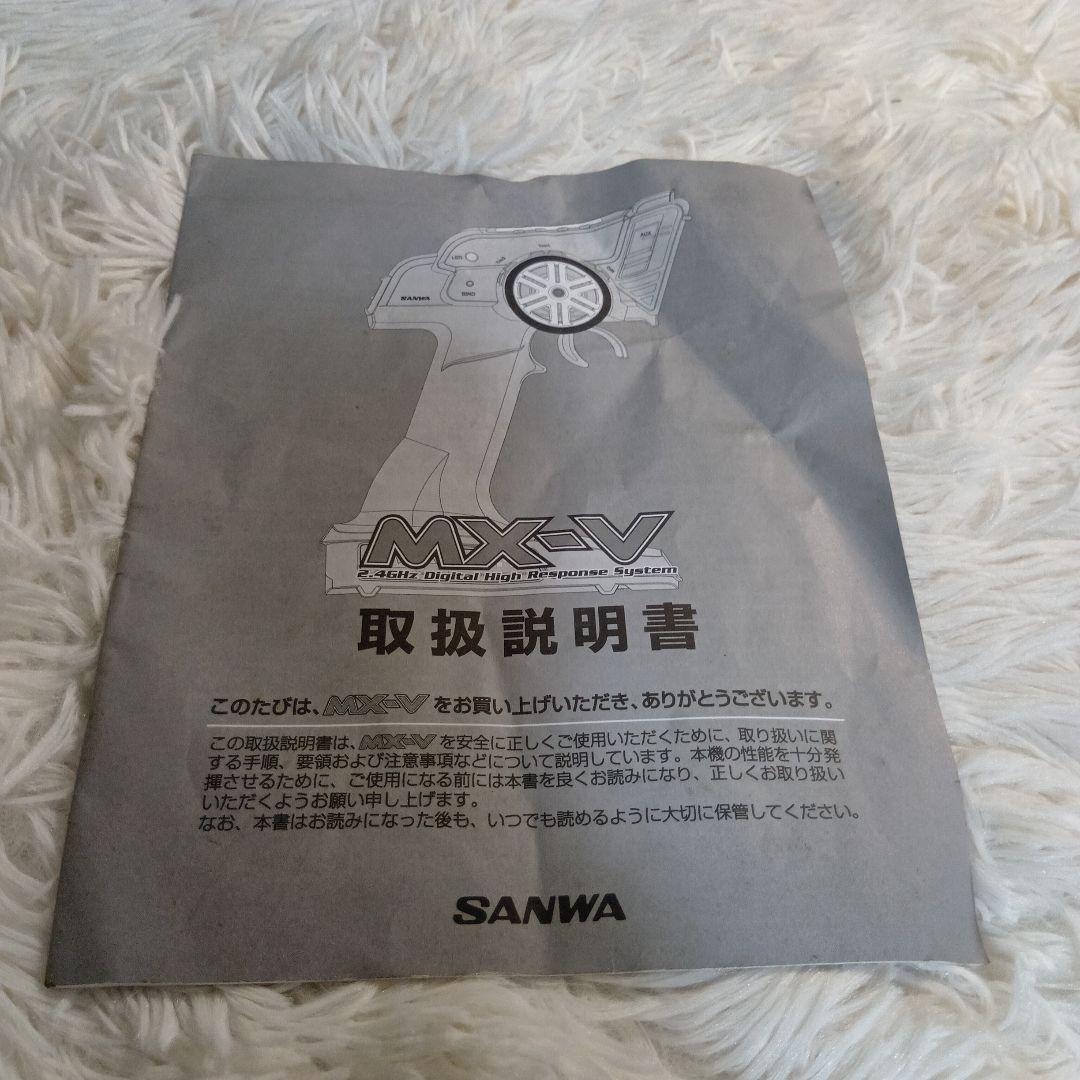 AUX
TRIM
LED
BIND
SANWA
MX-V
2.4GHz Digital High Response System
取扱説明書
このたびは、MX-Vをお買い上げいただき、ありがとうございます。
この取扱説明書は、MX-Vを安全に正しくご使用いただくために、取り扱いに関
する手順、要領および注意事項などについて説明しています。本機の性能を十分発
揮させるために、ご使用になる前には本書を良くお読みになり、正しくお取り扱い
いただくようお願い申し上げます。
なお、本書はお読みになった後も、いつでも読めるように大切に保管してください。
SANWA